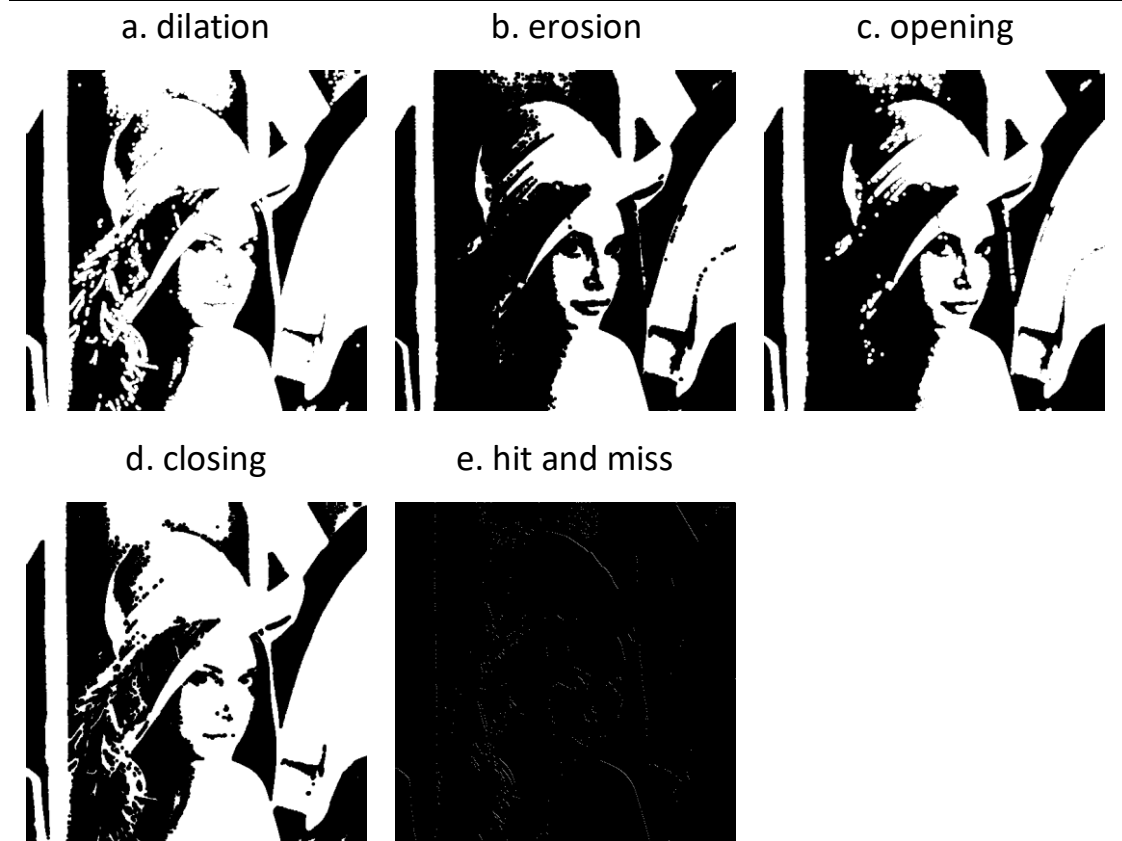 a. dilation
b. erosion
c. opening
d. closing
e. hit and miss